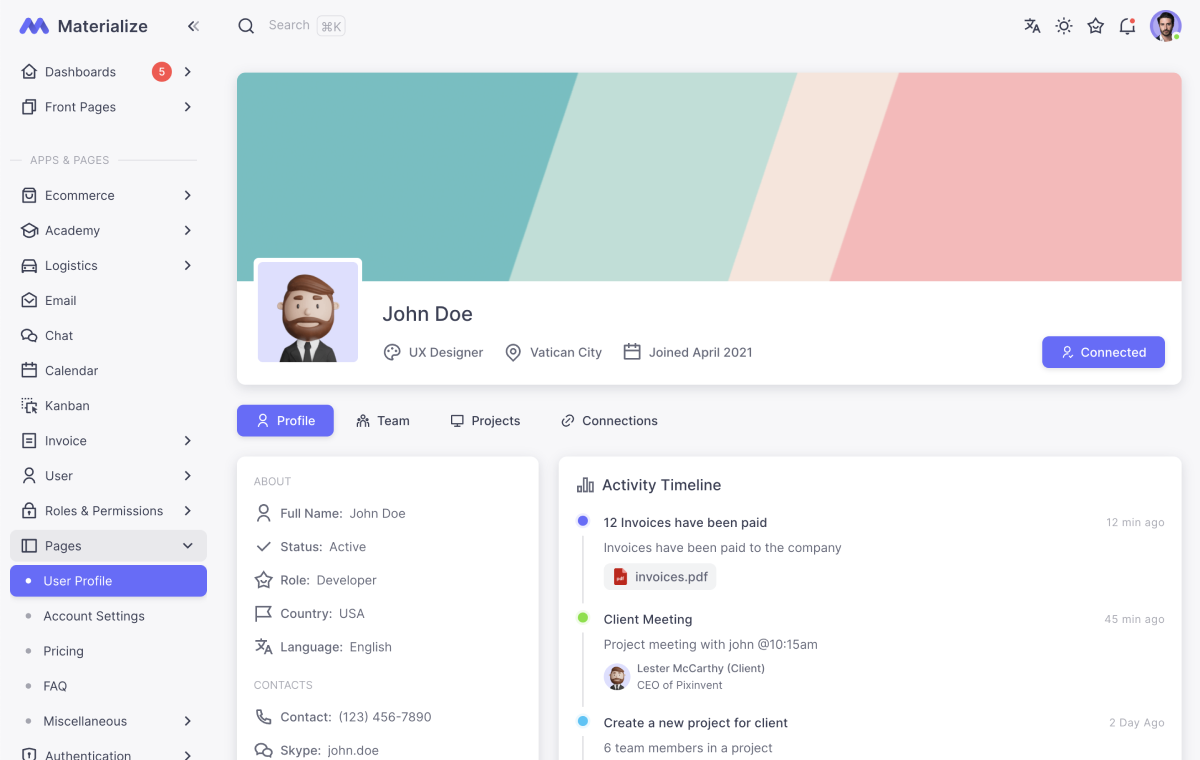 Materialize
Search ⌘K
Dashboards 5
Front Pages
APPS & PAGES
Ecommerce
Academy
Logistics
Email
Chat
Calendar
Kanban
Invoice
User
Roles & Permissions
Pages
User Profile
Account Settings
Pricing
FAQ
Miscellaneous
Authentication
John Doe
UX Designer Vatican City Joined April 2021
Connected
Profile Team Projects Connections
ABOUT
Full Name: John Doe
Status: Active
Role: Developer
Country: USA
Language: English
CONTACTS
Contact: (123) 456-7890
Skype: john.doe
Activity Timeline
12 Invoices have been paid 12 min ago
Invoices have been paid to the company
pdf invoices.pdf
Client Meeting 45 min ago
Project meeting with john @10:15am
Lester McCarthy (Client)
CEO of Pixinvent
Create a new project for client 2 Day Ago
6 team members in a project